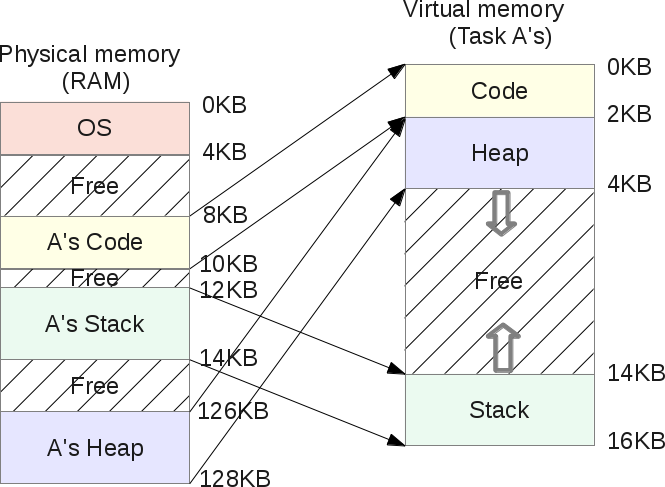 Physical memory
(RAM)
0KB
OS
4KB
Free
8KB
A's Code
10KB
Free
12KB
A's Stack
14KB
Free
126KB
A's Heap
128KB
Virtual memory
(Task A's)
0KB
Code
2KB
Heap
4KB
Free
14KB
Stack
16KB